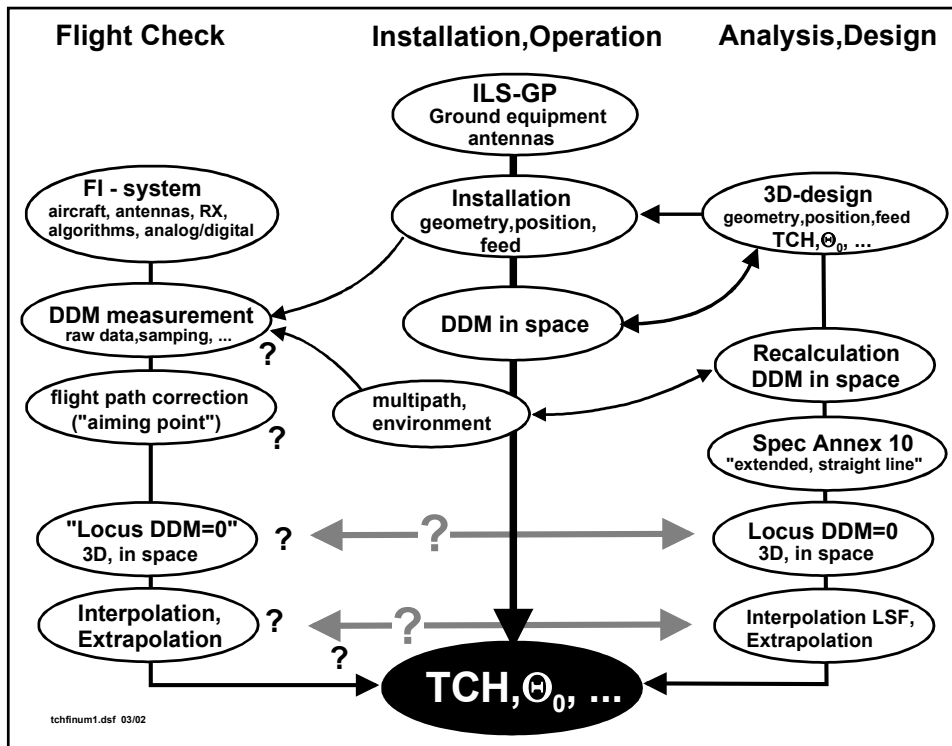 Flight Check
Installation,Operation
Analysis,Design
ILS-GP
Ground equipment
antennas
FI - system
aircraft, antennas, RX,
algorithms, analog/digital
Installation
geometry,position,
feed
3D-design
geometry,position,feed
TCH,Θ₀, ...
DDM measurement
raw data,samping, ...
?
DDM in space
Recalculation
DDM in space
flight path correction
("aiming point")
?
multipath,
environment
Spec Annex 10
"extended, straight line"
"Locus DDM=0"
3D, in space
?
?
Locus DDM=0
3D, in space
Interpolation,
Extrapolation
?
?
Interpolation LSF,
Extrapolation
?
TCH,Θ₀, ...
tchfinum1.dsf 03/02